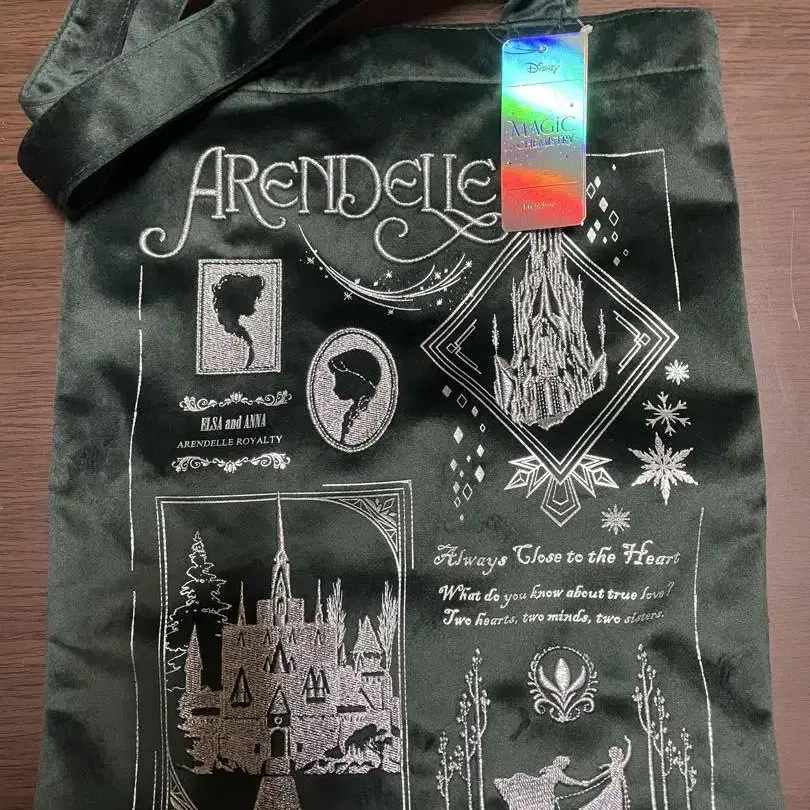 Disney
MAGIC
CHEMISTRY
ARENDELLE
ELSA and ANNA
ARENDELLE ROYALTY
Always Close to the Heart
What do you know about true love?
Two hearts, two minds, two sisters.